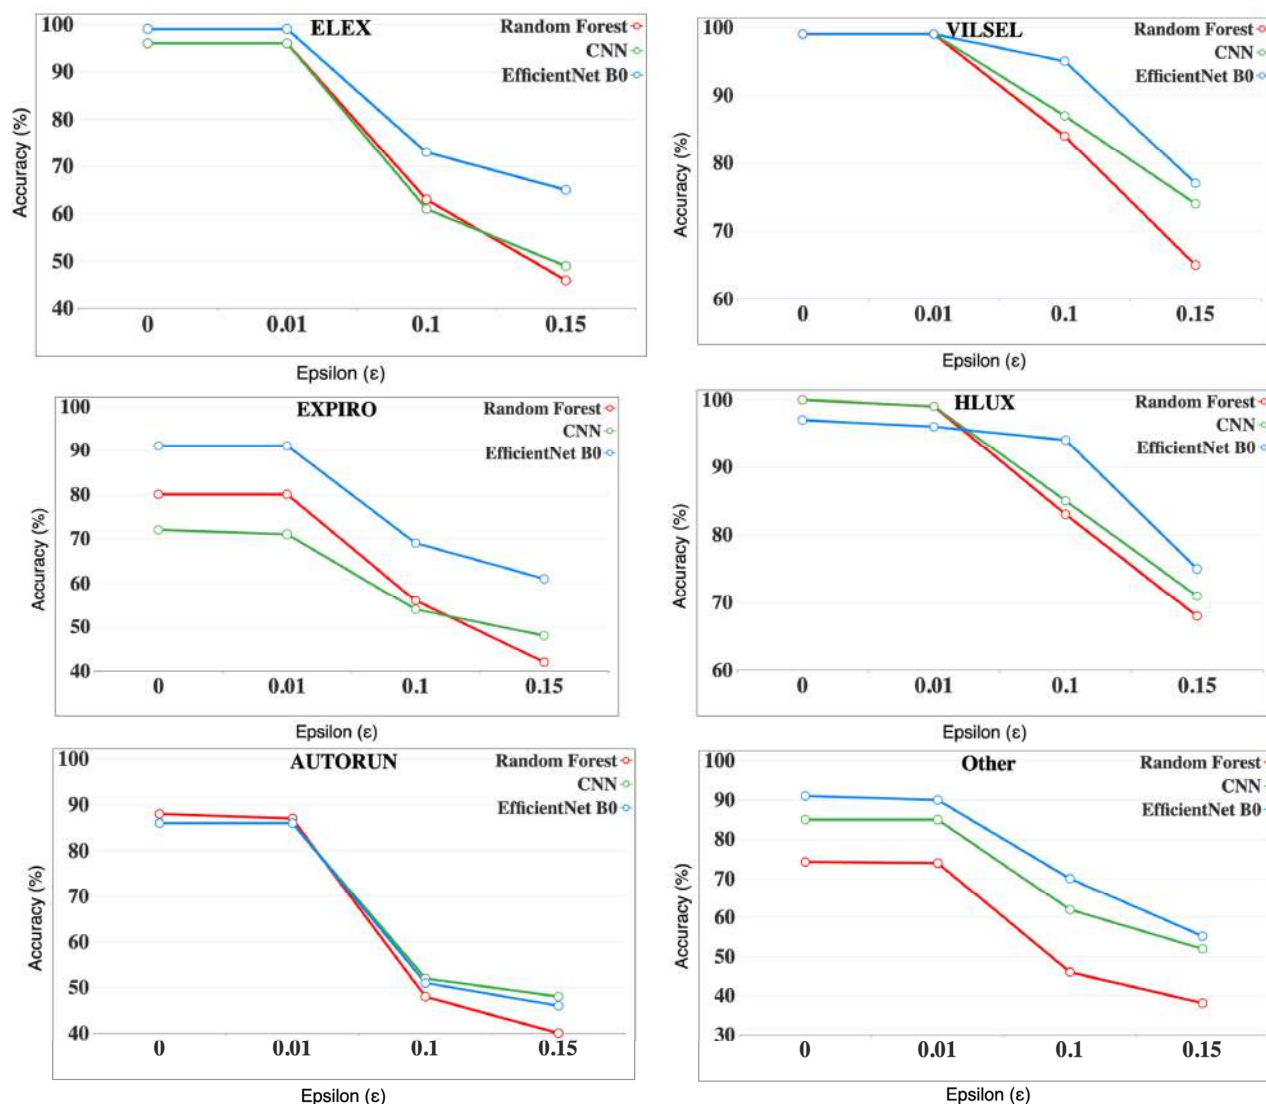 ELEX
Random Forest
CNN
EfficientNet B0
100
90
80
70
60
50
40
0 0.01 0.1 0.15
Accuracy (%)
Epsilon (ε)
VILSEL
Random Forest
CNN
EfficientNet B0
100
90
80
70
60
0 0.01 0.1 0.15
Accuracy (%)
Epsilon (ε)
EXPIRO
Random Forest
CNN
EfficientNet B0
100
90
80
70
60
50
40
0 0.01 0.1 0.15
Accuracy (%)
Epsilon (ε)
HLUX
Random Forest
CNN
EfficientNet B0
100
90
80
70
60
0 0.01 0.1 0.15
Accuracy (%)
Epsilon (ε)
AUTORUN
Random Forest
CNN
EfficientNet B0
100
90
80
70
60
50
40
0 0.01 0.1 0.15
Accuracy (%)
Epsilon (ε)
Other
Random Forest
CNN
EfficientNet B0
100
90
80
70
60
50
40
30
0 0.01 0.1 0.15
Accuracy (%)
Epsilon (ε)